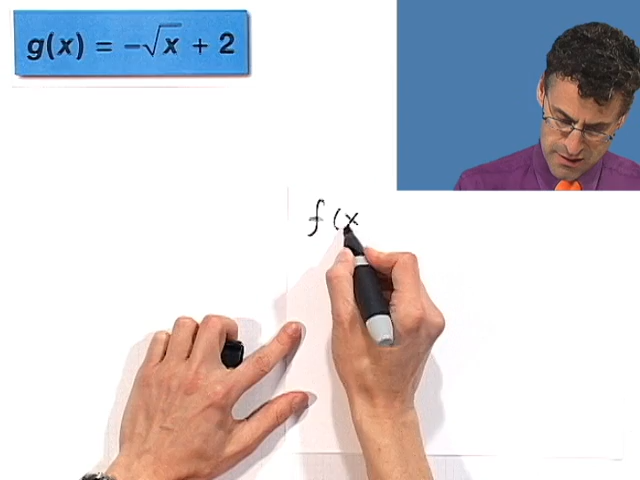 g(x) = -√x + 2
f(x